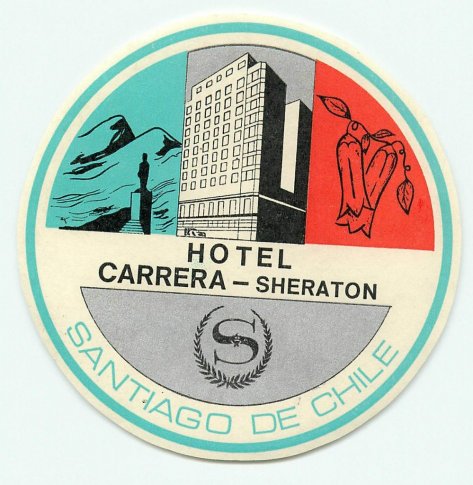 HOTEL
CARRERA – SHERATON
S
SANTIAGO DE CHILE